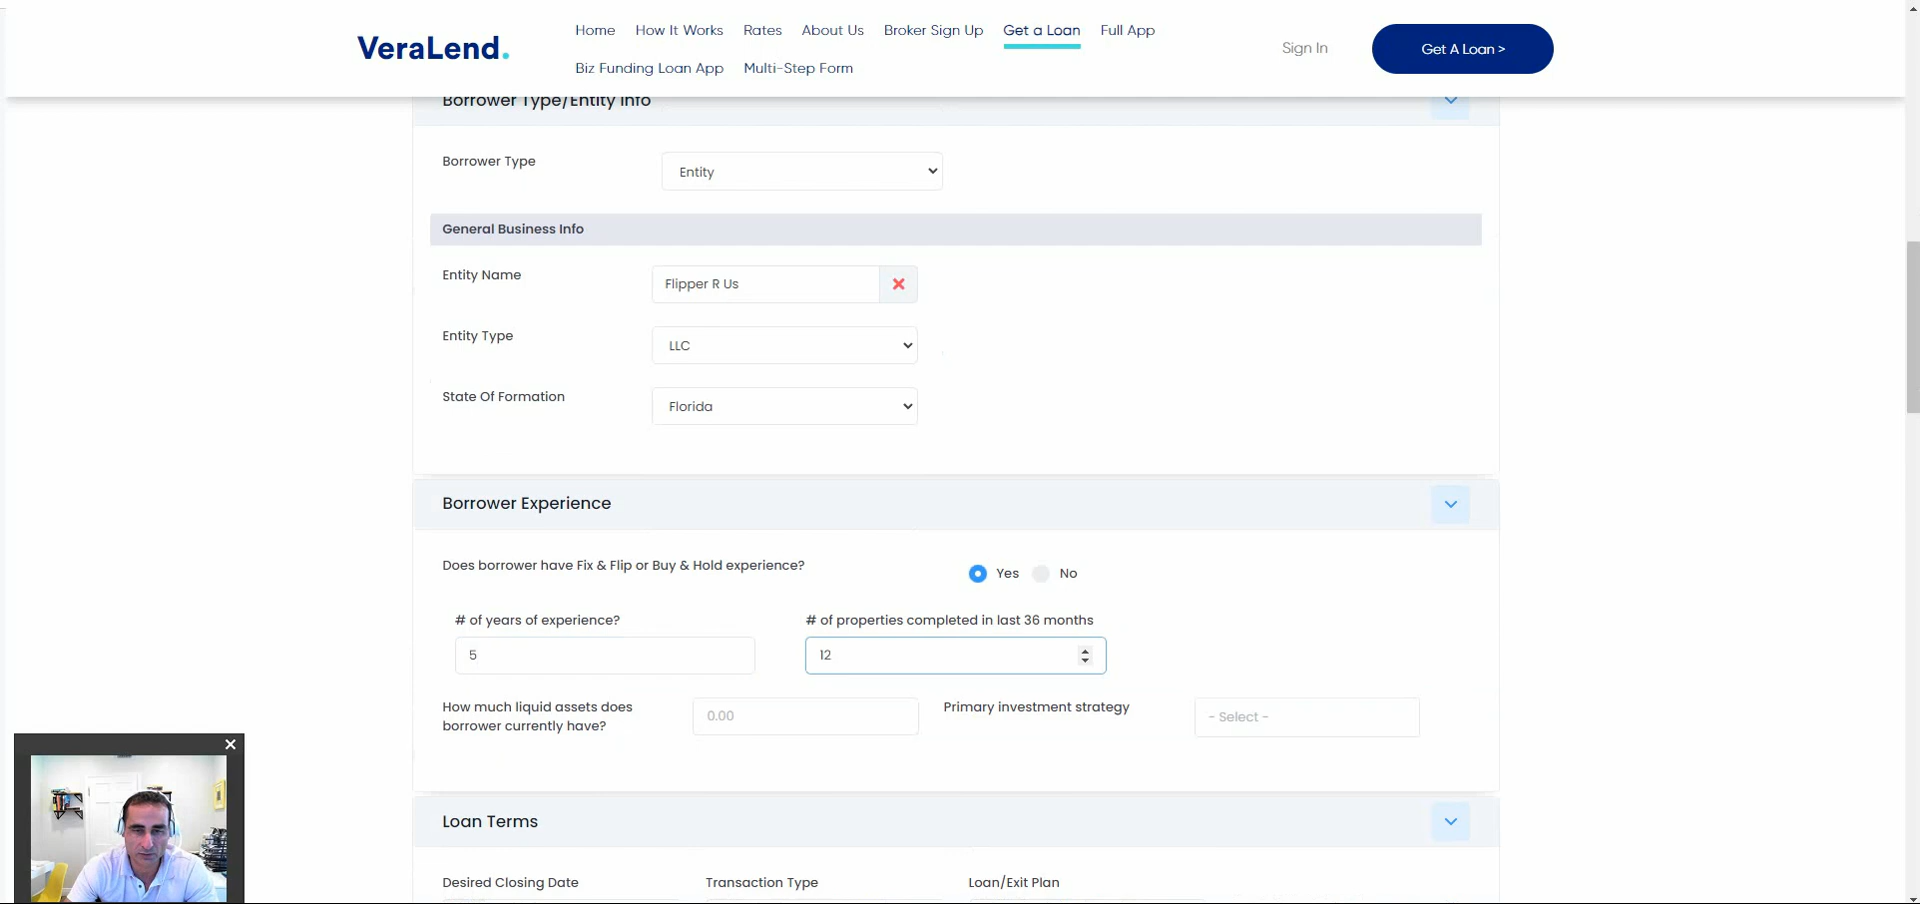 VeraLend.
Home How It Works Rates About Us Broker Sign Up Get a Loan Full App
Biz Funding Loan App Multi-Step Form
Sign In
Get A Loan >
Borrower Type/Entity Info
Borrower Type
Entity
General Business Info
Entity Name
Flipper R Us
Entity Type
LLC
State Of Formation
Florida
Borrower Experience
Does borrower have Fix & Flip or Buy & Hold experience?
Yes No
# of years of experience?
# of properties completed in last 36 months
5
12
How much liquid assets does
borrower currently have?
0.00
Primary investment strategy
- Select -
Loan Terms
Desired Closing Date
Transaction Type
Loan/Exit Plan